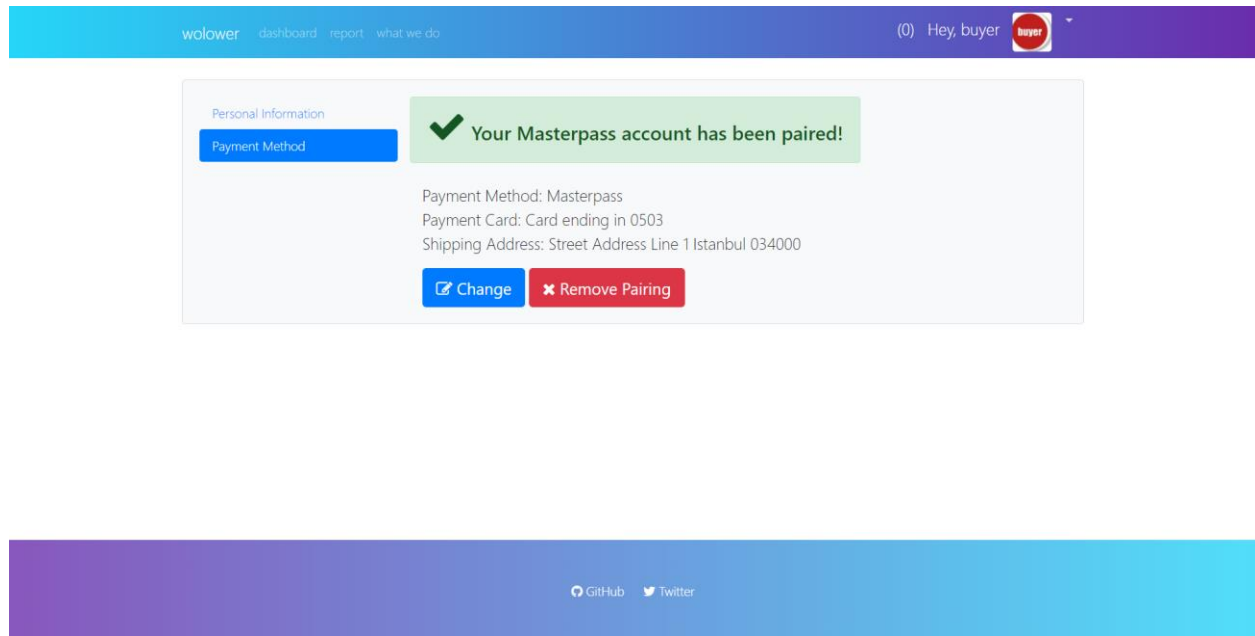 wolower dashboard report what we do (0) Hey, buyer buyer
Personal Information
Payment Method
Your Masterpass account has been paired!
Payment Method: Masterpass
Payment Card: Card ending in 0503
Shipping Address: Street Address Line 1 Istanbul 034000
Change Remove Pairing
GitHub Twitter